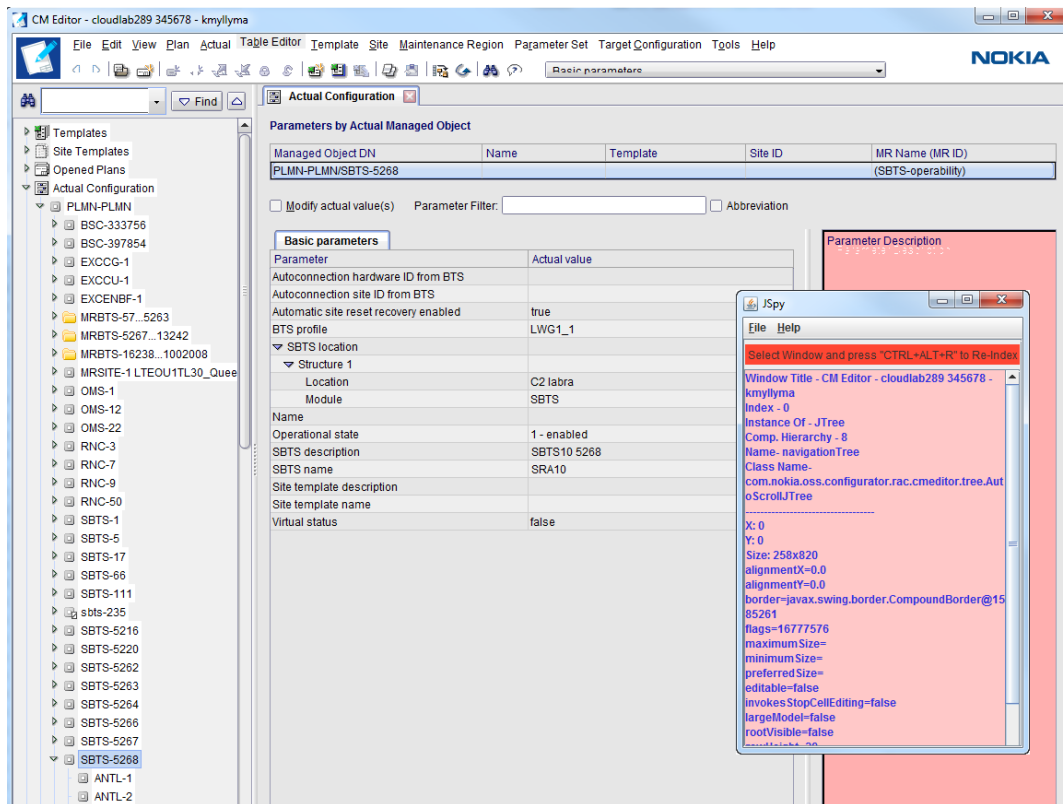 CM Editor - cloudlab289 345678 - kmyllyma
File Edit View Plan Actual Table Editor Template Site Maintenance Region Parameter Set Target Configuration Tools Help
NOKIA
Basic parameters
Find
Templates
Site Templates
Opened Plans
Actual Configuration
PLMN-PLMN
BSC-333756
BSC-397854
EXCCG-1
EXCCU-1
EXCENBF-1
MRBTS-57...5263
MRBTS-5267...13242
MRBTS-16238...1002008
MRSITE-1 LTEOU1TL30_Quee
OMS-1
OMS-12
OMS-22
RNC-3
RNC-7
RNC-9
RNC-50
SBTS-1
SBTS-5
SBTS-17
SBTS-66
SBTS-111
sbts-235
SBTS-5216
SBTS-5220
SBTS-5262
SBTS-5263
SBTS-5264
SBTS-5266
SBTS-5267
SBTS-5268
ANTL-1
ANTL-2
Actual Configuration
Parameters by Actual Managed Object
Managed Object DN Name Template Site ID MR Name (MR ID)
PLMN-PLMN/SBTS-5268 (SBTS-operability)
Modify actual value(s) Parameter Filter: Abbreviation
Basic parameters
Parameter Actual value
Autoconnection hardware ID from BTS
Autoconnection site ID from BTS
Automatic site reset recovery enabled true
BTS profile LWG1_1
SBTS location
Structure 1
Location C2 labra
Module SBTS
Name
Operational state 1 - enabled
SBTS description SBTS10 5268
SBTS name SRA10
Site template description
Site template name
Virtual status false
Parameter Description
JSpy
File Help
Select Window and press "CTRL+ALT+R" to Re-Index
Window Title - CM Editor - cloudlab289 345678 -
kmyllyma
Index - 0
Instance Of - JTree
Comp. Hierarchy - 8
Name- navigationTree
Class Name-
com.nokia.oss.configurator.rac.cmeditor.tree.Aut
oScrollJTree
----------------------------------
X: 0
Y: 0
Size: 258x820
alignmentX=0.0
alignmentY=0.0
border=javax.swing.border.CompoundBorder@15
85261
flags=16777576
maximumSize=
minimumSize=
preferredSize=
editable=false
invokesStopCellEditing=false
largeModel=false
rootVisible=false